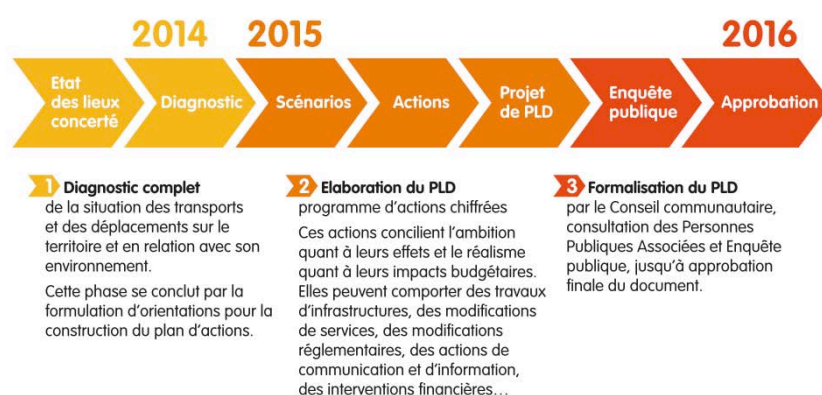 2014
2015
2016
Etat
des lieux
concerté
Diagnostic
Scénarios
Actions
Projet
de PLD
Enquête
publique
Approbation
1 Diagnostic complet
de la situation des transports
et des déplacements sur le
territoire et en relation avec son
environnement.
Cette phase se conclut par la
formulation d'orientations pour la
construction du plan d'actions.
2 Elaboration du PLD
programme d'actions chiffrées
Ces actions concilient l'ambition
quant à leurs effets et le réalisme
quant à leurs impacts budgétaires.
Elles peuvent comporter des travaux
d'infrastructures, des modifications
de services, des modifications
réglementaires, des actions de
communication et d'information,
des interventions financières…
3 Formalisation du PLD
par le Conseil communautaire,
consultation des Personnes
Publiques Associées et Enquête
publique, jusqu'à approbation
finale du document.